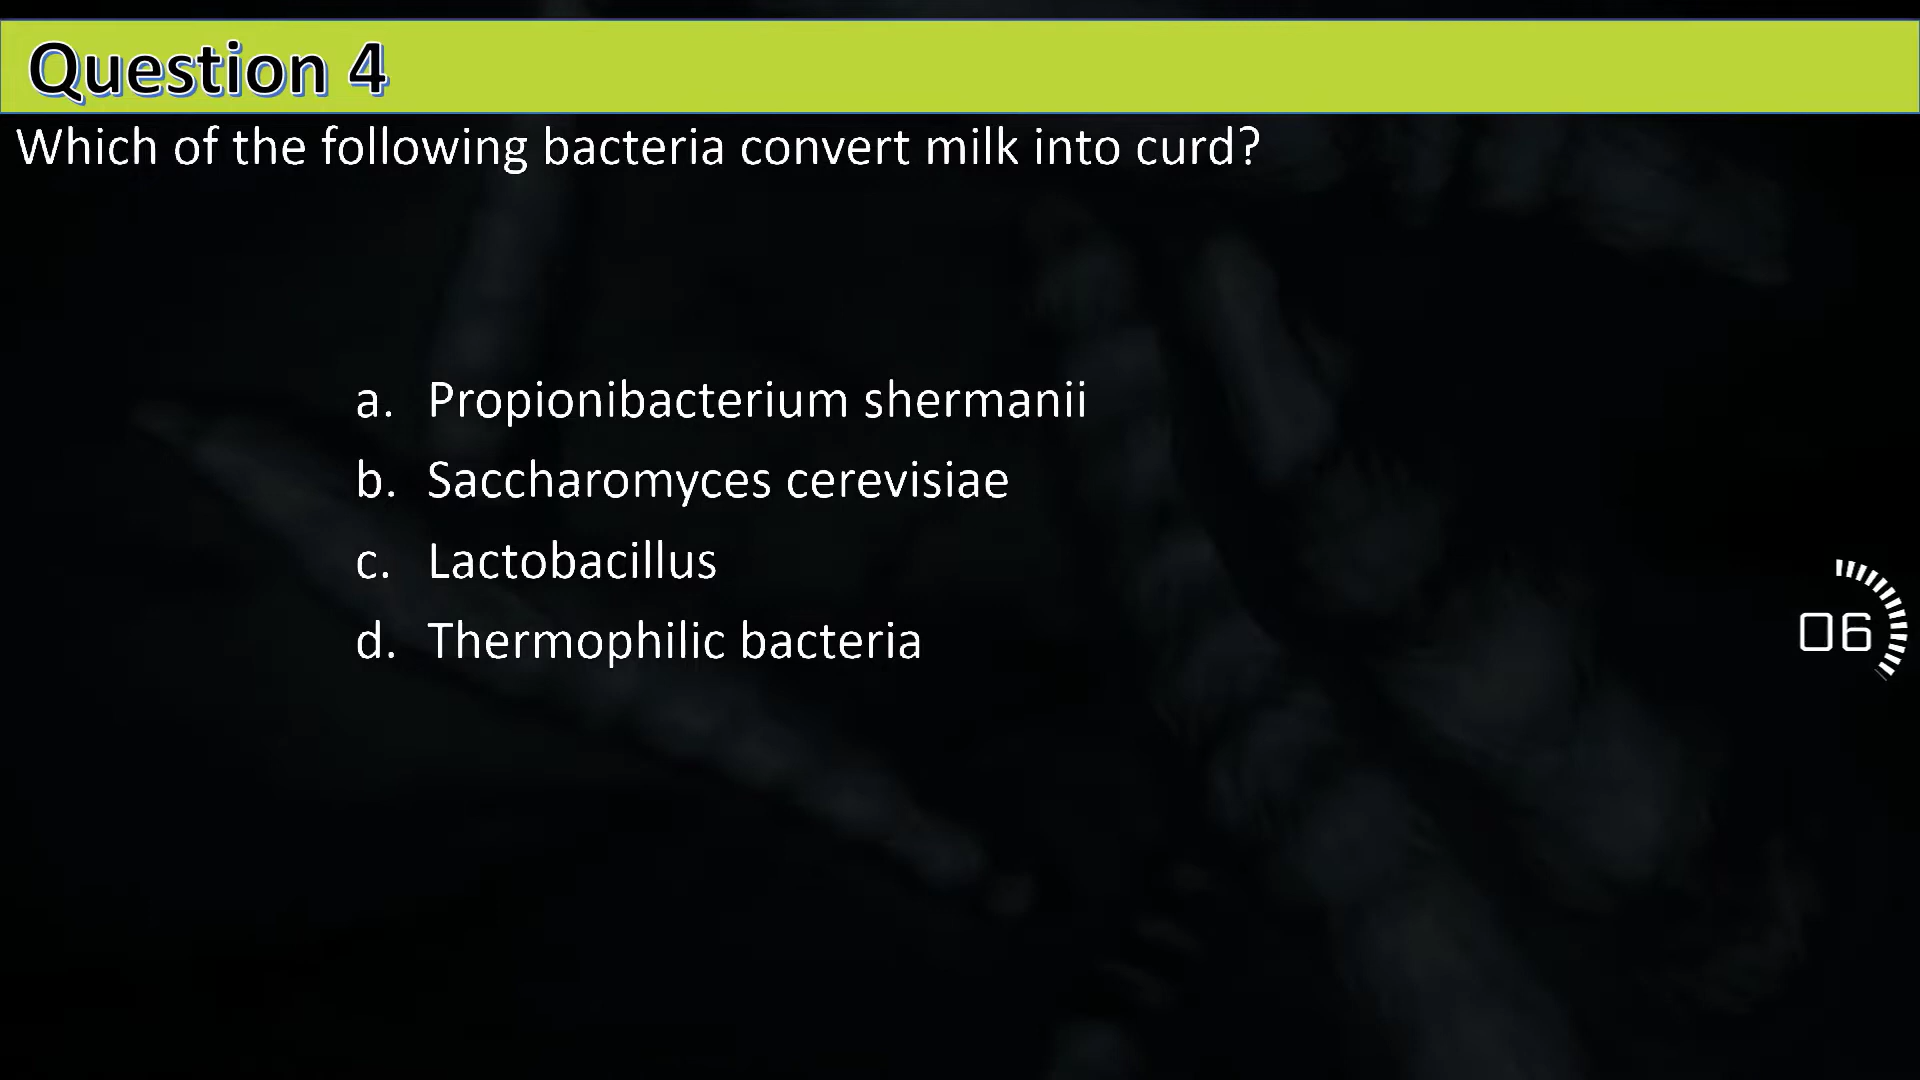 Question 4
Which of the following bacteria convert milk into curd?
a. Propionibacterium shermanii
b. Saccharomyces cerevisiae
c. Lactobacillus
d. Thermophilic bacteria
06